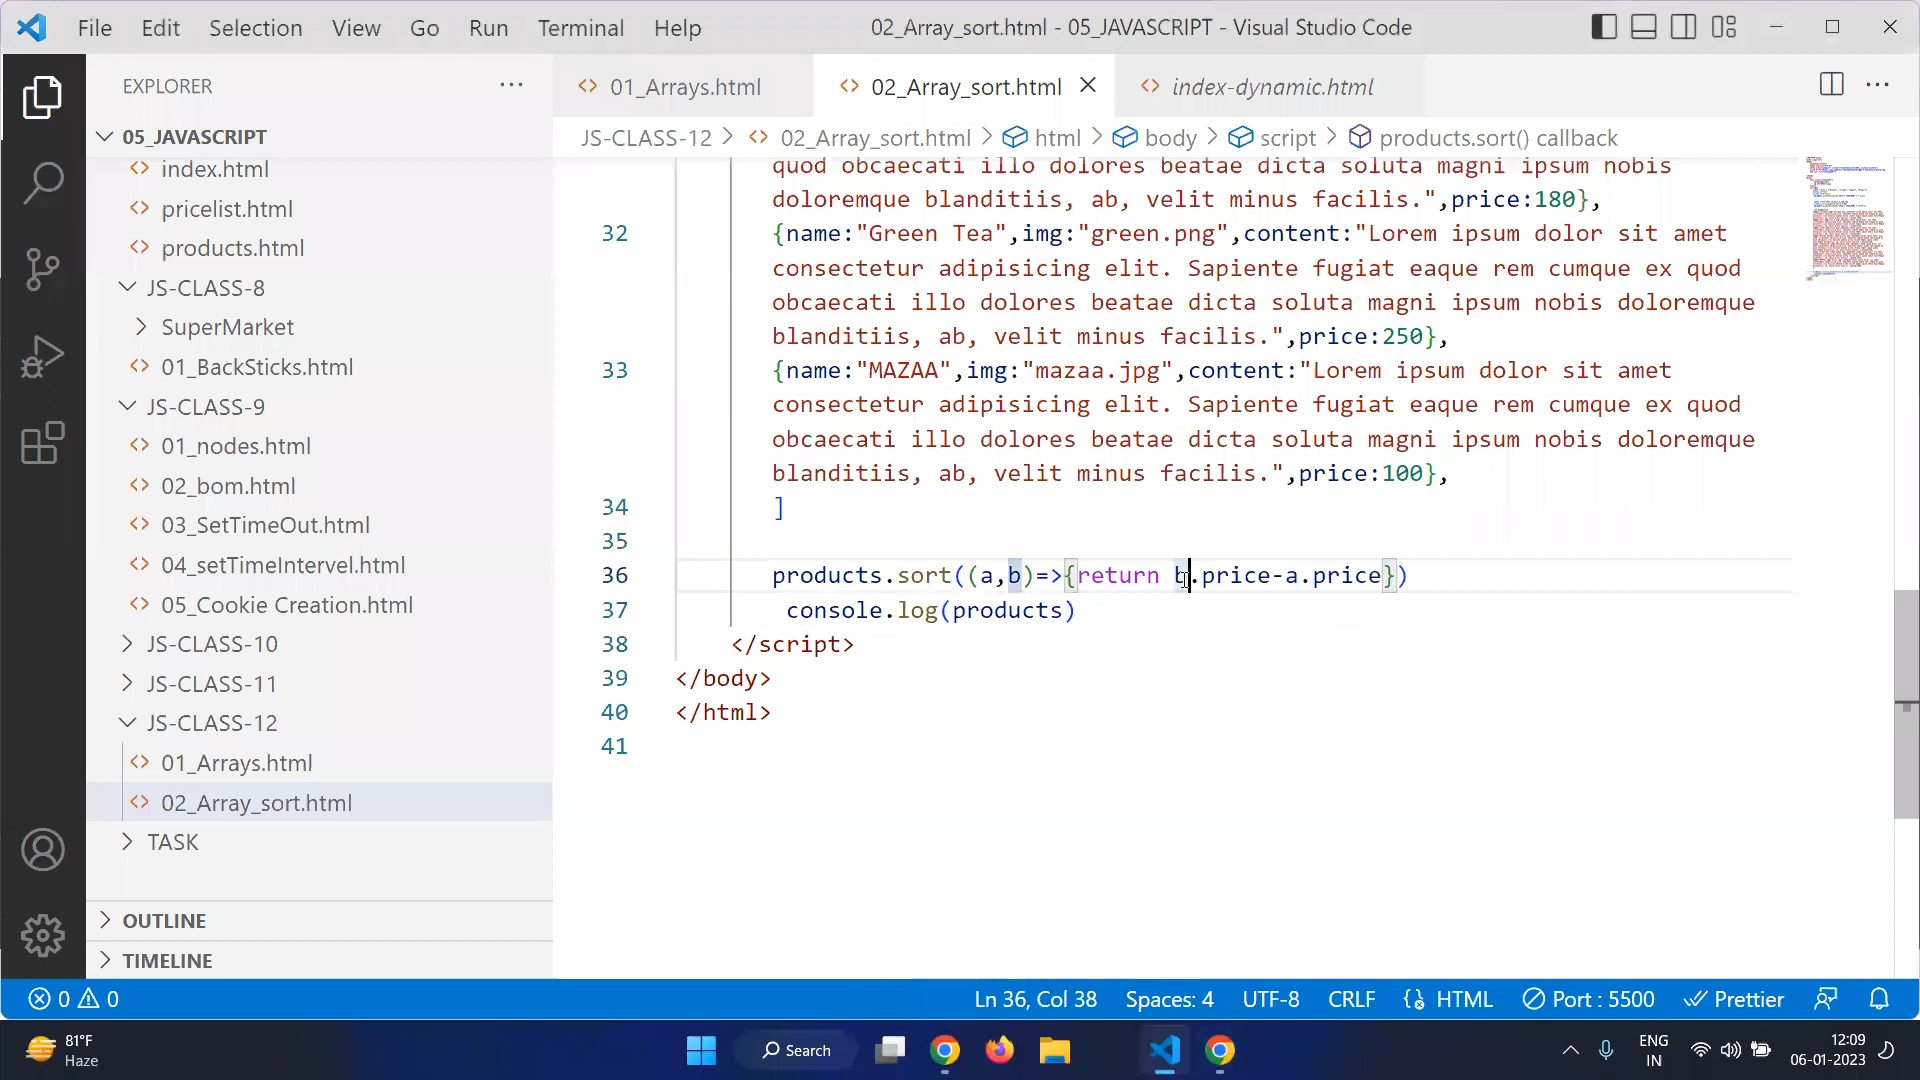 File Edit Selection View Go Run Terminal Help 02_Array_sort.html - 05_JAVASCRIPT - Visual Studio Code
EXPLORER
05_JAVASCRIPT
index.html
pricelist.html
products.html
JS-CLASS-8
SuperMarket
01_BackSticks.html
JS-CLASS-9
01_nodes.html
02_bom.html
03_SetTimeOut.html
04_setTimeIntervel.html
05_Cookie Creation.html
JS-CLASS-10
JS-CLASS-11
JS-CLASS-12
01_Arrays.html
02_Array_sort.html
TASK
OUTLINE
TIMELINE
01_Arrays.html 02_Array_sort.html index-dynamic.html
JS-CLASS-12 > 02_Array_sort.html > html > body > script > products.sort() callback
quod obcaecati illo dolores beatae dicta soluta magni ipsum nobis
doloremque blanditiis, ab, velit minus facilis.",price:180},
32 {name:"Green Tea",img:"green.png",content:"Lorem ipsum dolor sit amet
consectetur adipisicing elit. Sapiente fugiat eaque rem cumque ex quod
obcaecati illo dolores beatae dicta soluta magni ipsum nobis doloremque
blanditiis, ab, velit minus facilis.",price:250},
33 {name:"MAZAA",img:"mazaa.jpg",content:"Lorem ipsum dolor sit amet
consectetur adipisicing elit. Sapiente fugiat eaque rem cumque ex quod
obcaecati illo dolores beatae dicta soluta magni ipsum nobis doloremque
blanditiis, ab, velit minus facilis.",price:100},
34 ]
35
36 products.sort((a,b)=>{return b.price-a.price})
37 console.log(products)
38 </script>
39 </body>
40 </html>
41
0 0 Ln 36, Col 38 Spaces: 4 UTF-8 CRLF HTML Port : 5500 Prettier
81°F
Haze
Search
ENG
IN
12:09
06-01-2023